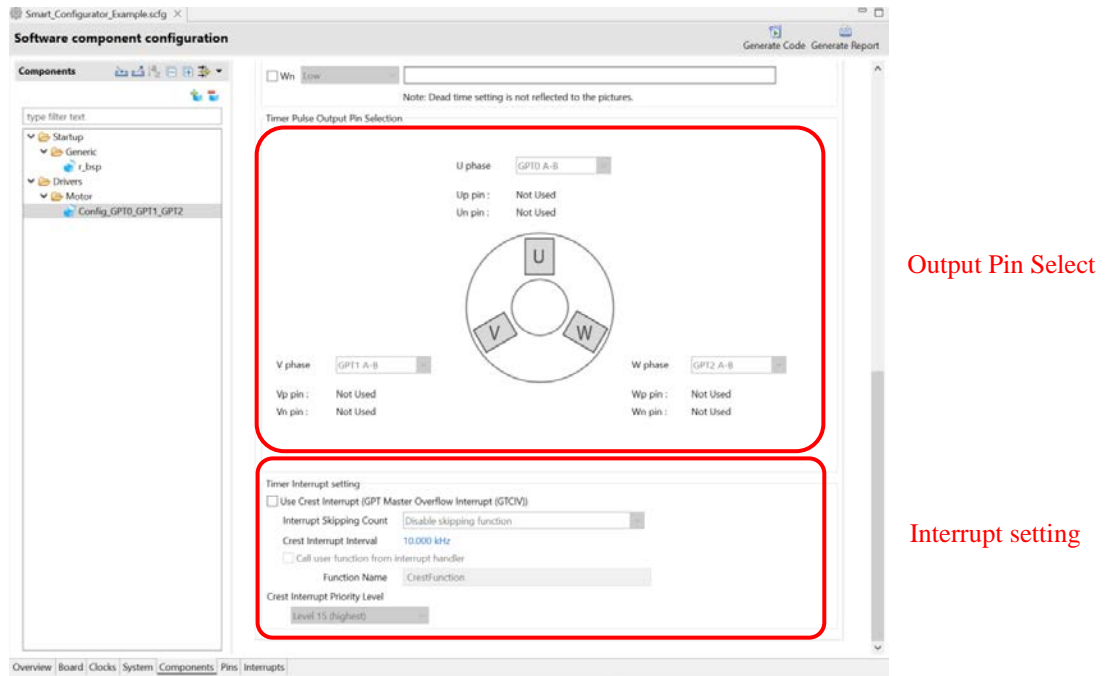 Smart_Configurator_Example.scfg
Software component configuration
Generate Code Generate Report
Components
type filter text
Startup
Generic
r_bsp
Drivers
Motor
Config_GPT0_GPT1_GPT2
Wn Low
Note: Dead time setting is not reflected to the pictures.
Timer Pulse Output Pin Selection
U phase GPT0 A-B
Up pin : Not Used
Un pin : Not Used
U
V W
Output Pin Select
V phase GPT1 A-B W phase GPT2 A-B
Vp pin : Not Used Wp pin : Not Used
Vn pin : Not Used Wn pin : Not Used
Timer Interrupt setting
Use Crest Interrupt (GPT Master Overflow Interrupt (GTCIV))
Interrupt Skipping Count Disable skipping function
Crest Interrupt Interval 10.000 kHz
Interrupt setting
Call user function from interrupt handler
Function Name CrestFunction
Crest Interrupt Priority Level
Level 15 (highest)
Overview Board Clocks System Components Pins Interrupts